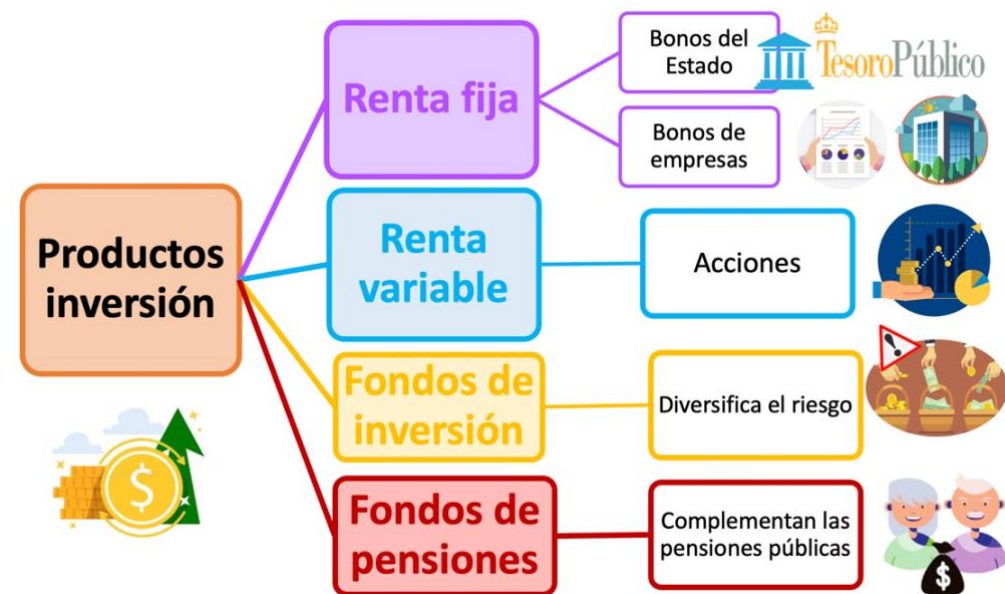 Productos
inversión
Renta fija
Bonos del
Estado
TesoroPúblico
Bonos de
empresas
Renta
variable
Acciones
Fondos de
inversión
Diversifica el riesgo
Fondos de
pensiones
Complementan las
pensiones públicas
$
$
!